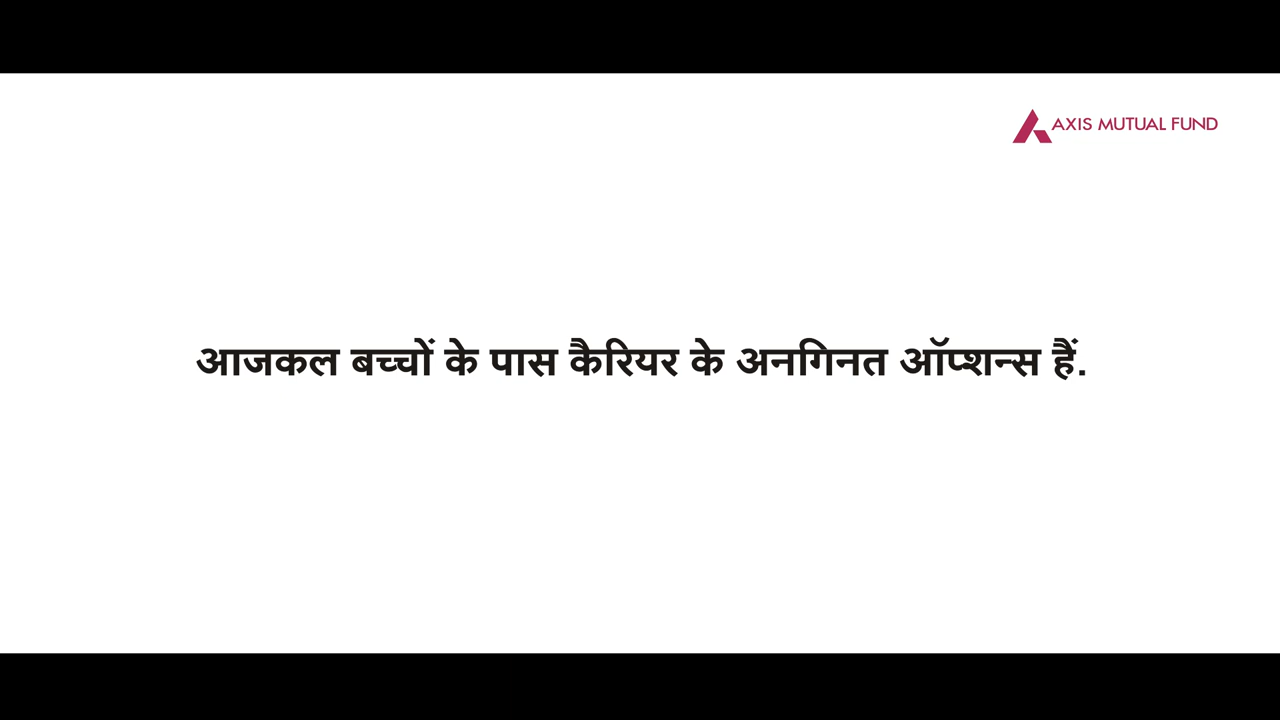 AXIS MUTUAL FUND
आजकल बच्चों के पास कैरियर के अनगिनत ऑप्शन्स हैं.